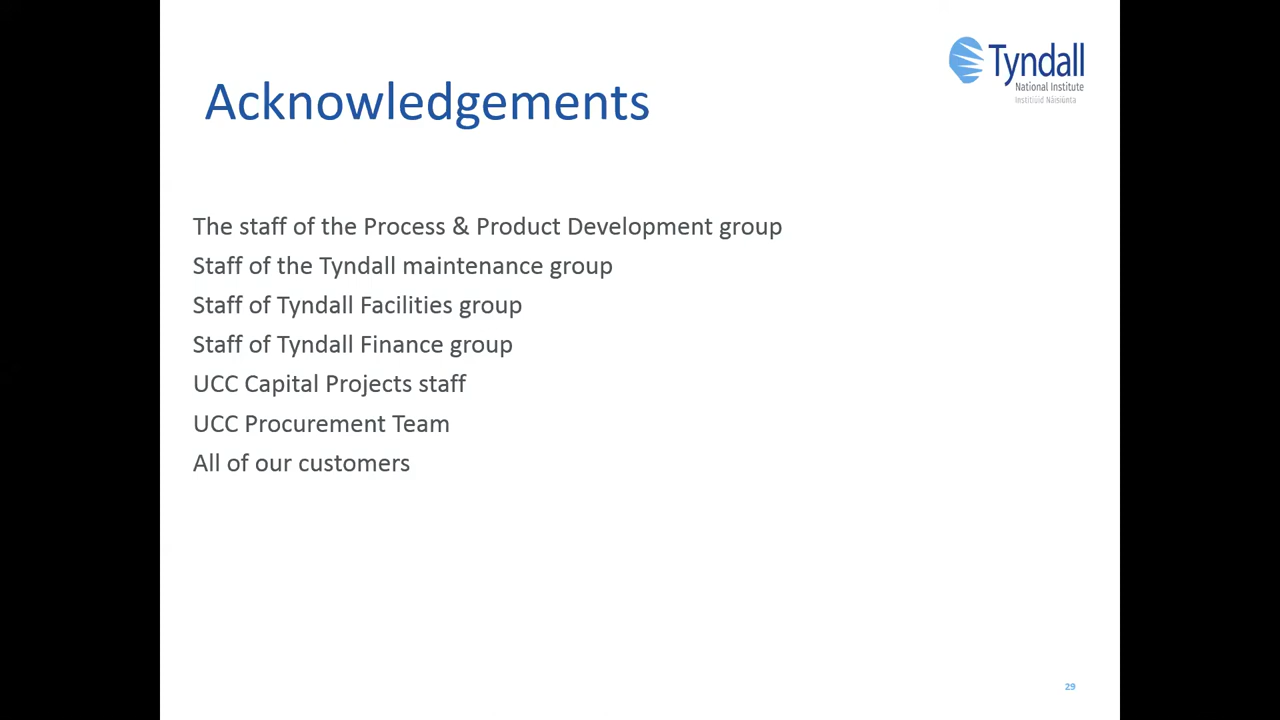 Tyndall
National Institute
Institiúid Náisiúnta
Acknowledgements
The staff of the Process & Product Development group
Staff of the Tyndall maintenance group
Staff of Tyndall Facilities group
Staff of Tyndall Finance group
UCC Capital Projects staff
UCC Procurement Team
All of our customers
29